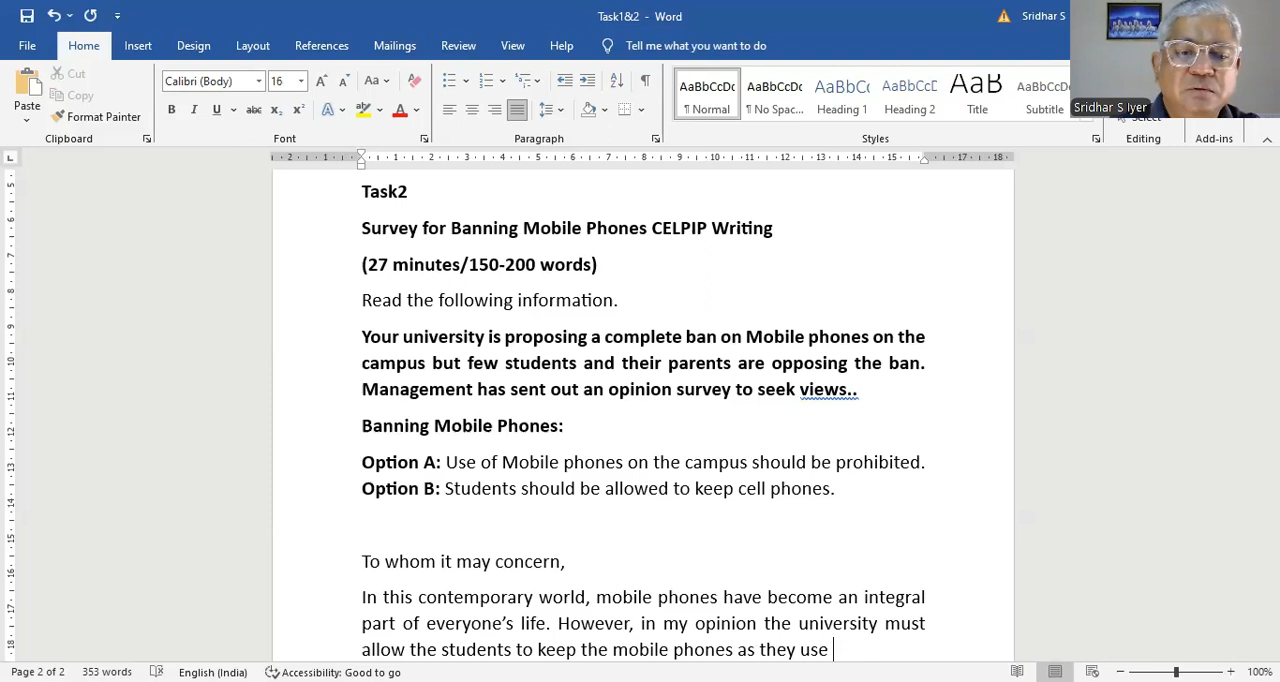 Task1&2 - Word
Sridhar S
File Home Insert Design Layout References Mailings Review View Help Tell me what you want to do
Paste
Cut
Copy
Format Painter
Calibri (Body) 16
AaBbCcDc AaBbCcDc AaBbCc AaBbCcD AaB AaBbCcD
¶ Normal ¶ No Spac... Heading 1 Heading 2 Title Subtitle
Sridhar S Iyer
Select
Clipboard Font Paragraph Styles Editing Add-ins
Task2
Survey for Banning Mobile Phones CELPIP Writing
(27 minutes/150-200 words)
Read the following information.
Your university is proposing a complete ban on Mobile phones on the
campus but few students and their parents are opposing the ban.
Management has sent out an opinion survey to seek views..
Banning Mobile Phones:
Option A: Use of Mobile phones on the campus should be prohibited.
Option B: Students should be allowed to keep cell phones.
To whom it may concern,
In this contemporary world, mobile phones have become an integral
part of everyone’s life. However, in my opinion the university must
allow the students to keep the mobile phones as they use
Page 2 of 2 353 words English (India) Accessibility: Good to go 100%